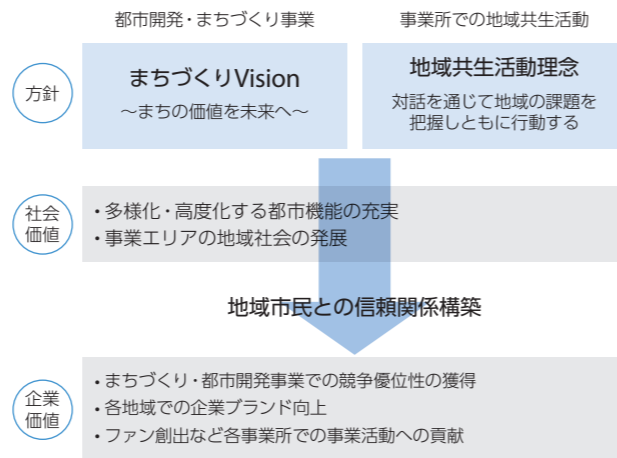 都市開発・まちづくり事業
事業所での地域共生活動
方針
まちづくりVision
～まちの価値を未来へ～
地域共生活動理念
対話を通じて地域の課題を
把握しともに行動する
社会
価値
・多様化・高度化する都市機能の充実
・事業エリアの地域社会の発展
地域市民との信頼関係構築
企業
価値
・まちづくり・都市開発事業での競争優位性の獲得
・各地域での企業ブランド向上
・ファン創出など各事業所での事業活動への貢献